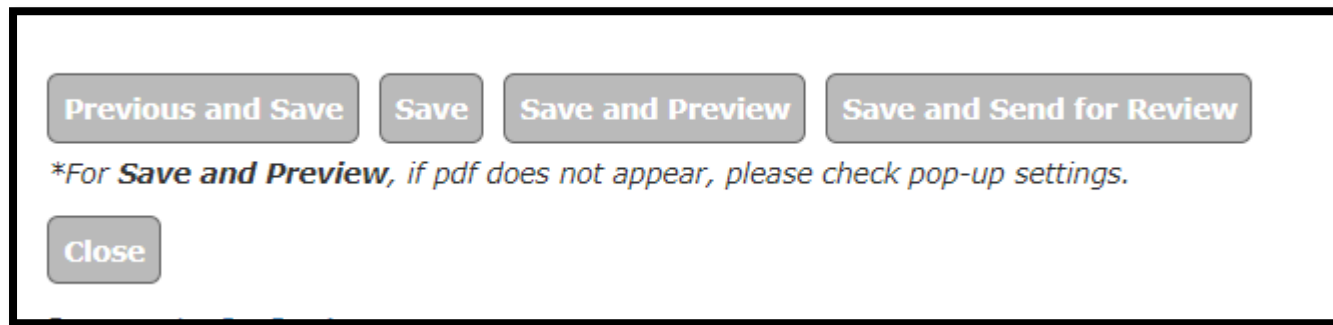 Previous and Save Save Save and Preview Save and Send for Review
*For Save and Preview, if pdf does not appear, please check pop-up settings.
Close